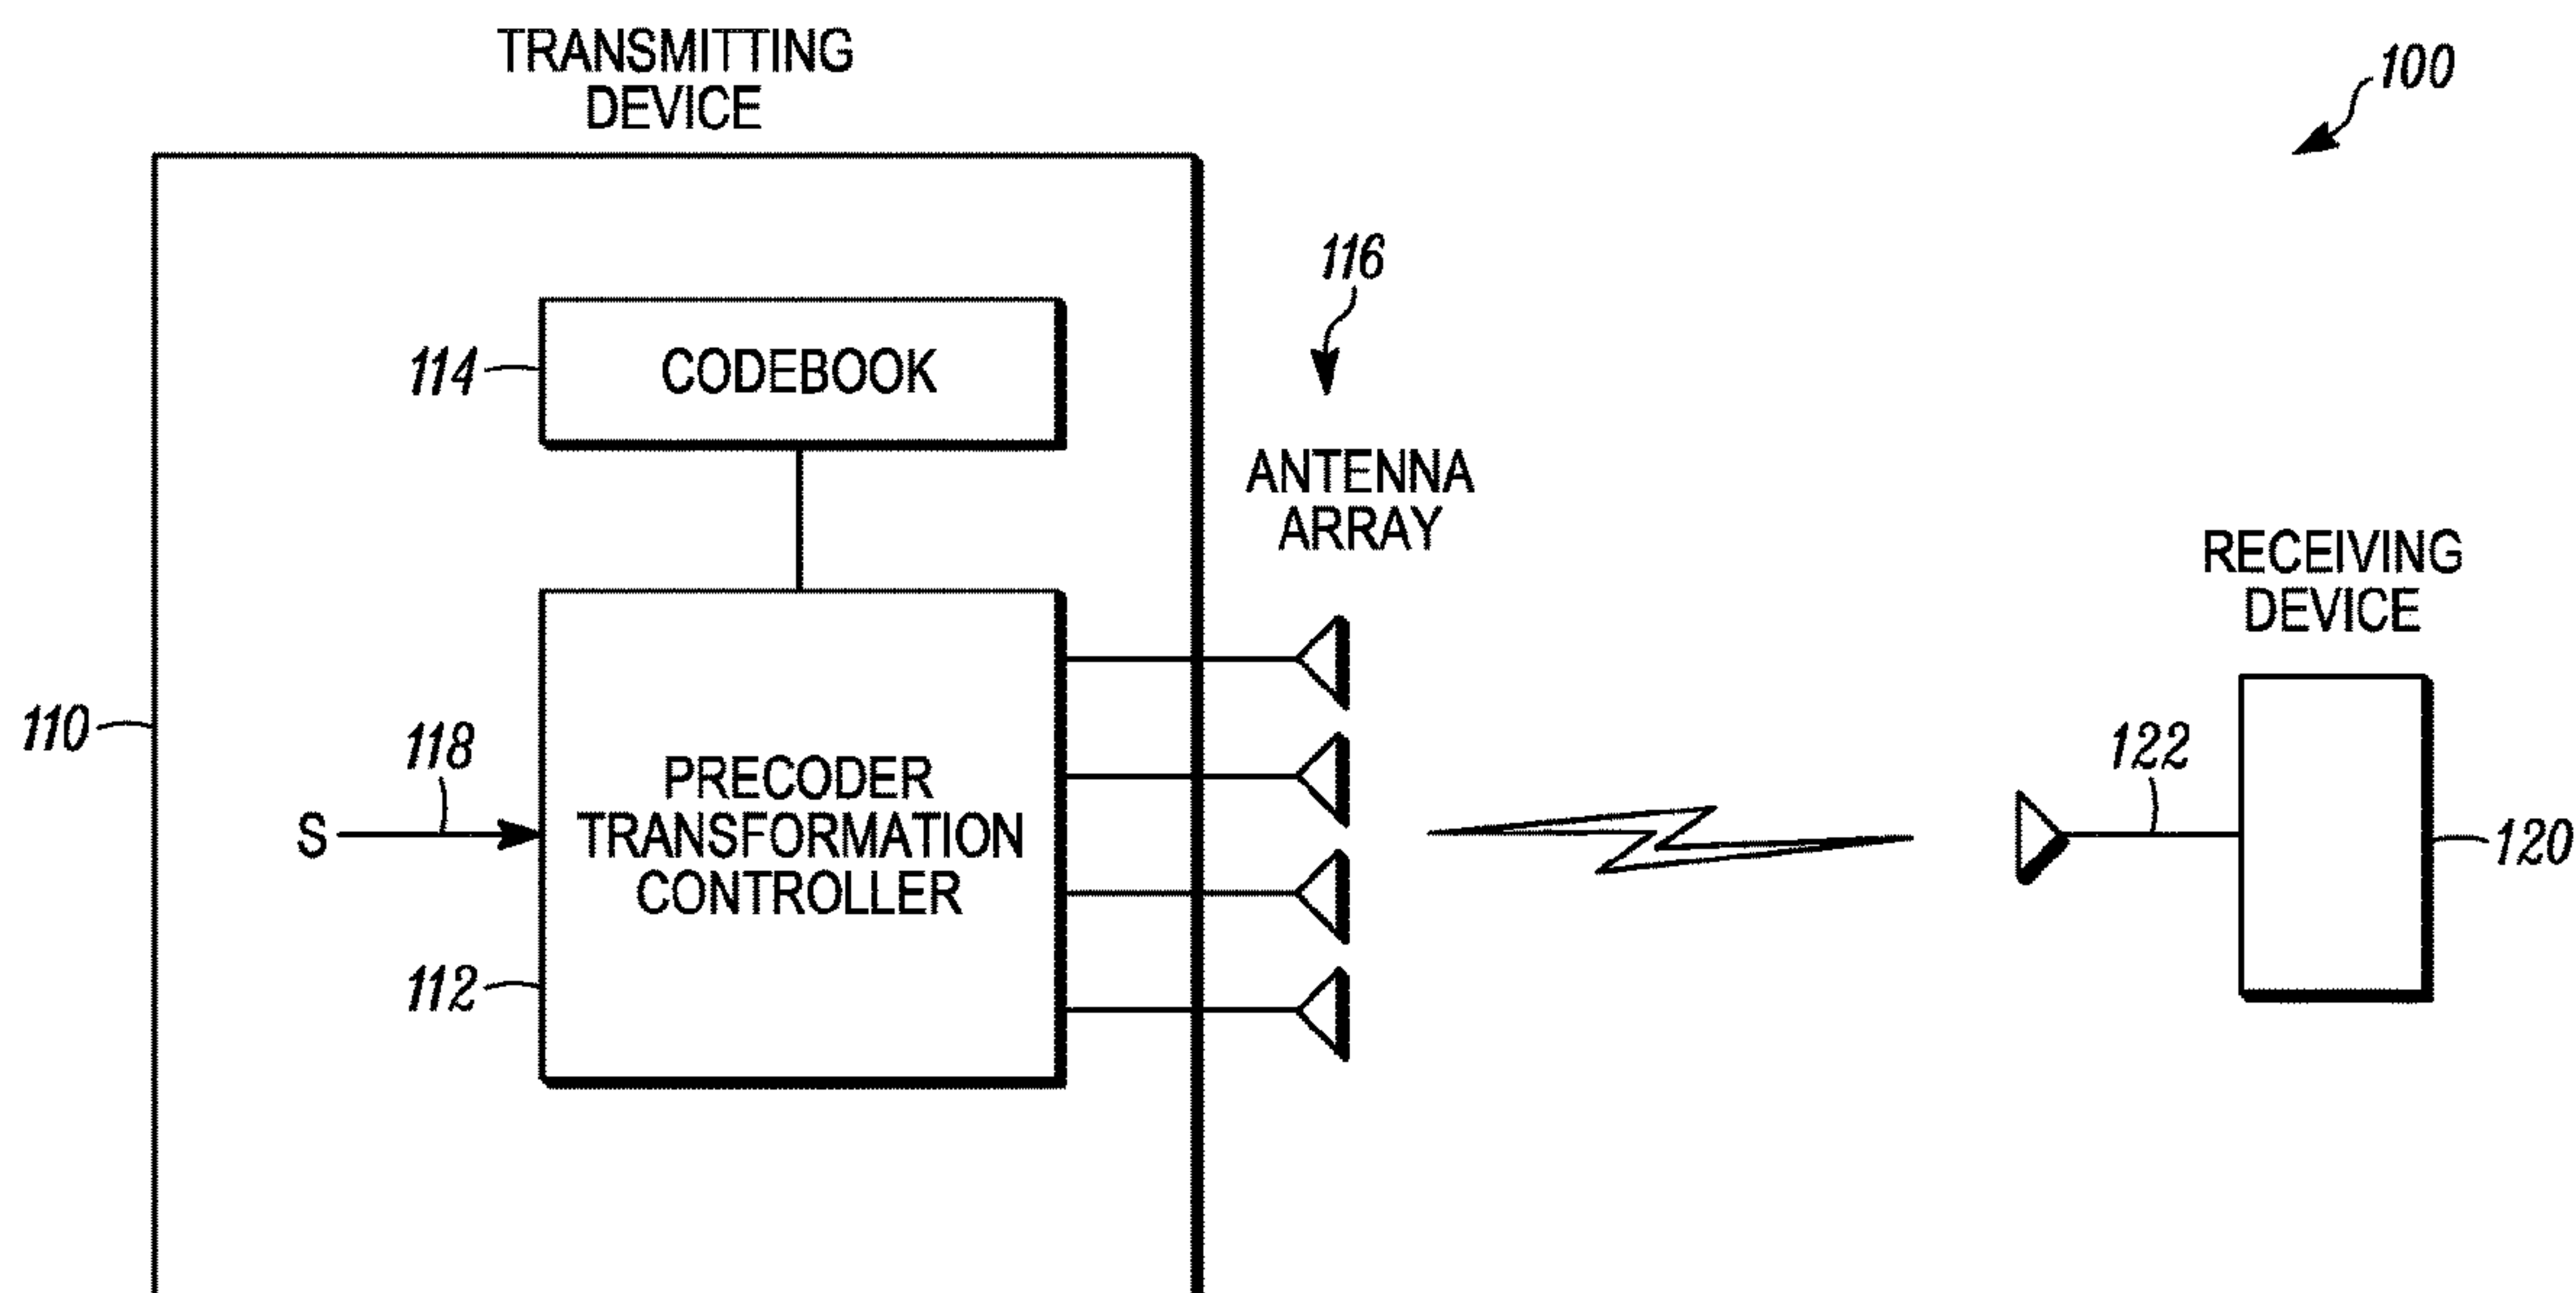 TRANSMITTING
DEVICE
100
116
114
CODEBOOK
ANTENNA
ARRAY
RECEIVING
DEVICE
110
118
122
S
PRECODER
TRANSFORMATION
CONTROLLER
120
112